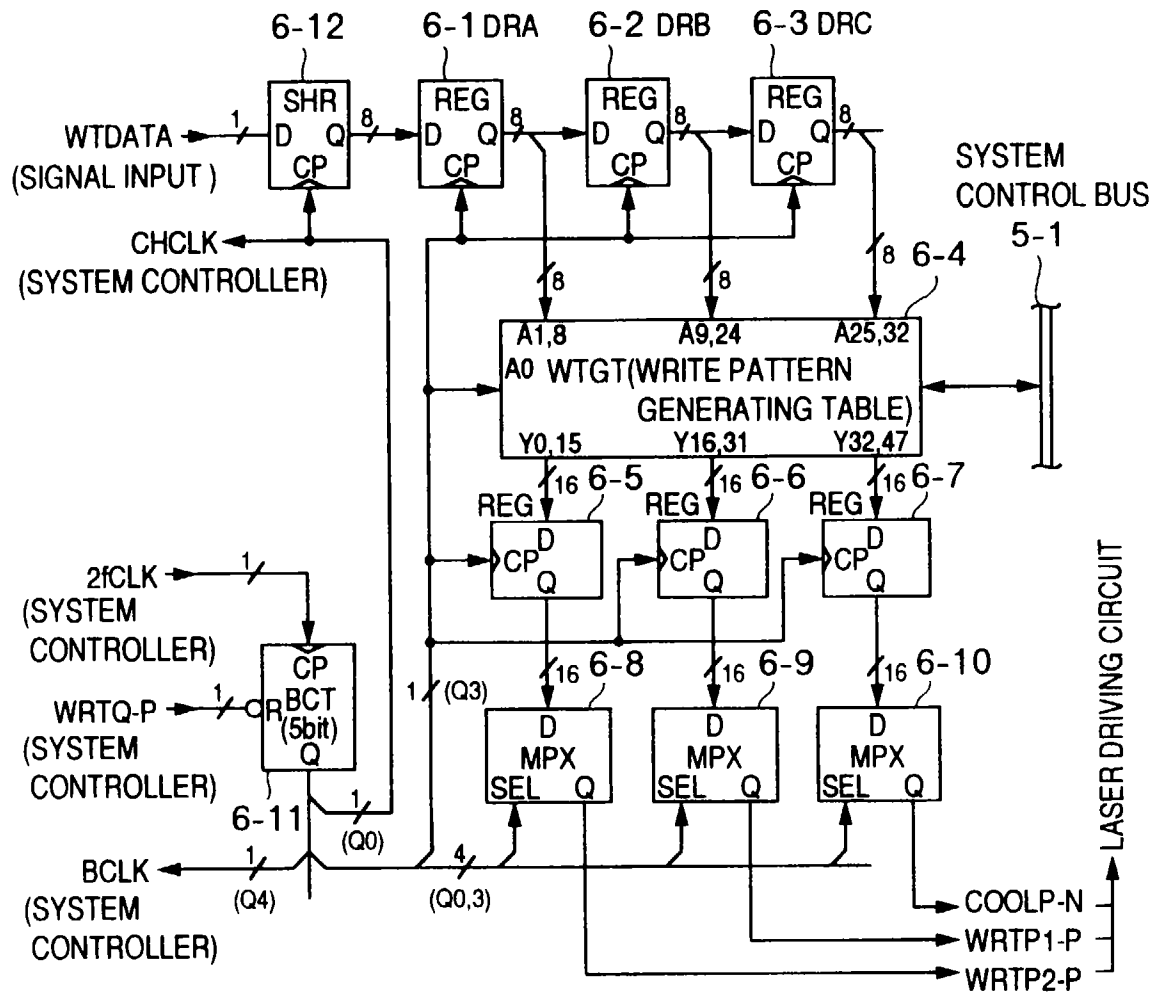 6-12
6-1 DRA
6-2 DRB
6-3 DRC
SHR
REG
REG
REG
WTDATA
(SIGNAL INPUT )
1
D Q
8
D Q
8
D Q
8
D Q
8
CP
CP
CP
CP
SYSTEM
CONTROL BUS
5-1
CHCLK
(SYSTEM CONTROLLER)
8
8
8
6-4
A1,8
A9,24
A25,32
A0
WTGT(WRITE PATTERN
GENERATING TABLE)
Y0,15
Y16,31
Y32,47
16
6-5
16
6-6
16
6-7
REG
REG
REG
D
CP
Q
D
CP
Q
D
CP
Q
2fCLK
(SYSTEM
CONTROLLER)
1
CP
WRTQ-P
(SYSTEM
CONTROLLER)
1
R
BCT
(5bit)
Q
6-11
1
(Q3)
16
6-8
16
6-9
16
6-10
D
MPX
SEL Q
D
MPX
SEL Q
D
MPX
SEL Q
1
(Q0)
BCLK
(SYSTEM
CONTROLLER)
1
(Q4)
4
(Q0,3)
LASER DRIVING CIRCUIT
COOLP-N
WRTP1-P
WRTP2-P